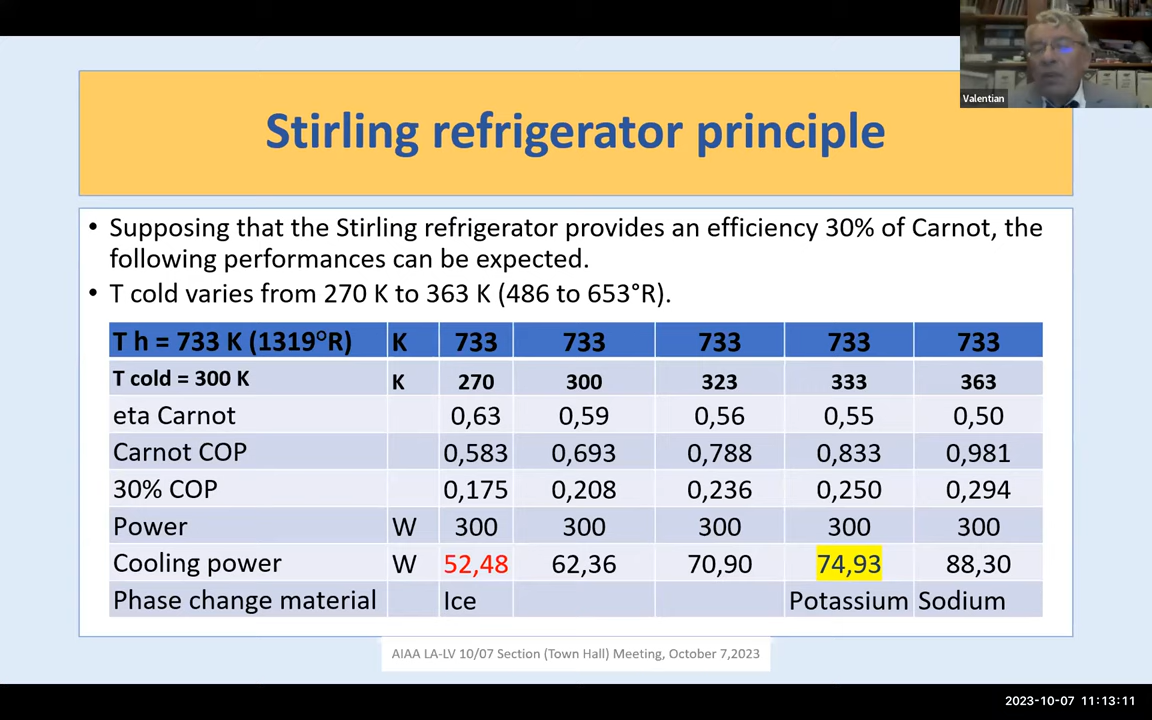 Valentian
Stirling refrigerator principle
• Supposing that the Stirling refrigerator provides an efficiency 30% of Carnot, the
following performances can be expected.
• T cold varies from 270 K to 363 K (486 to 653°R).
T h = 733 K (1319°R) K 733 733 733 733 733
T cold = 300 K K 270 300 323 333 363
eta Carnot 0,63 0,59 0,56 0,55 0,50
Carnot COP 0,583 0,693 0,788 0,833 0,981
30% COP 0,175 0,208 0,236 0,250 0,294
Power W 300 300 300 300 300
Cooling power W 52,48 62,36 70,90 74,93 88,30
Phase change material Ice Potassium Sodium
AIAA LA-LV 10/07 Section (Town Hall) Meeting, October 7,2023
2023-10-07 11:13:11